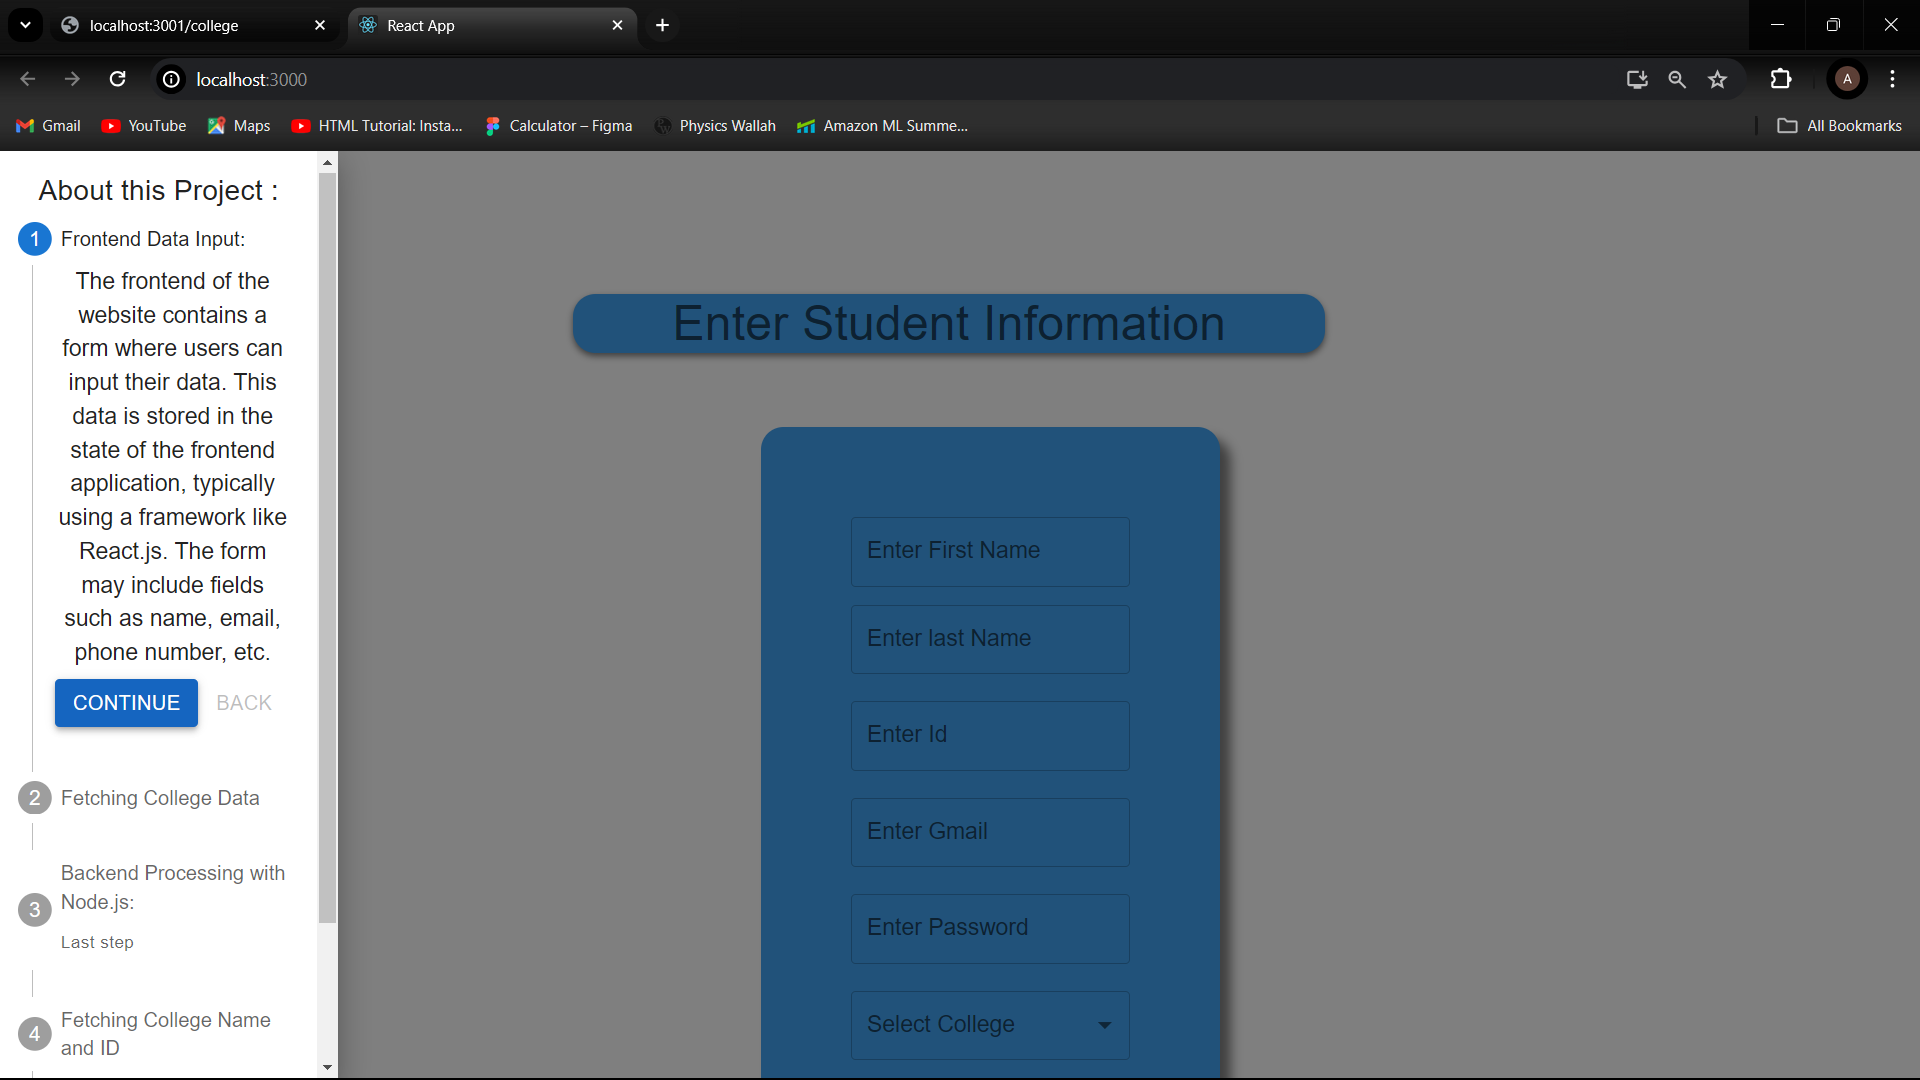 localhost:3001/college
React App
localhost:3000
A
Gmail
YouTube
Maps
HTML Tutorial: Insta...
Calculator – Figma
Physics Wallah
Amazon ML Summe...
All Bookmarks
About this Project :
1 Frontend Data Input:
The frontend of the
website contains a
form where users can
input their data. This
data is stored in the
state of the frontend
application, typically
using a framework like
React.js. The form
may include fields
such as name, email,
phone number, etc.
CONTINUE BACK
2 Fetching College Data
3 Backend Processing with
Node.js:
Last step
4 Fetching College Name
and ID
Enter Student Information
Enter First Name
Enter last Name
Enter Id
Enter Gmail
Enter Password
Select College